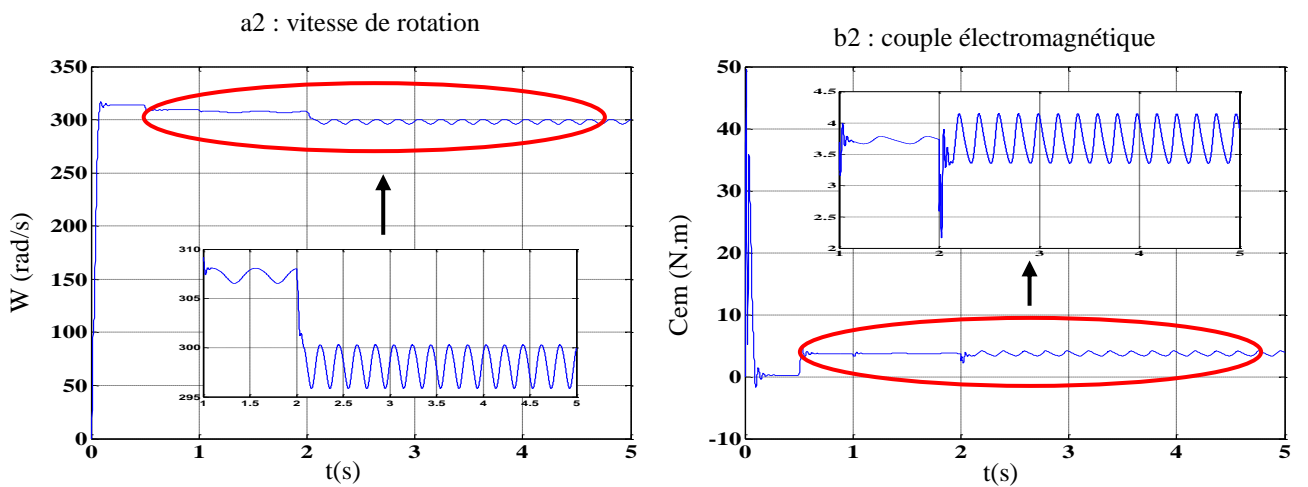 a2 : vitesse de rotation
W (rad/s)
350
300
250
200
150
100
50
0
310
305
300
295
1 1.5 2 2.5 3 3.5 4 4.5 5
0 1 2 3 4 5
t(s)
b2 : couple électromagnétique
Cem (N.m)
50
40
30
20
10
0
-10
4.5
4
3.5
3
2.5
2
1 2 3 4 5
0 1 2 3 4 5
t(s)